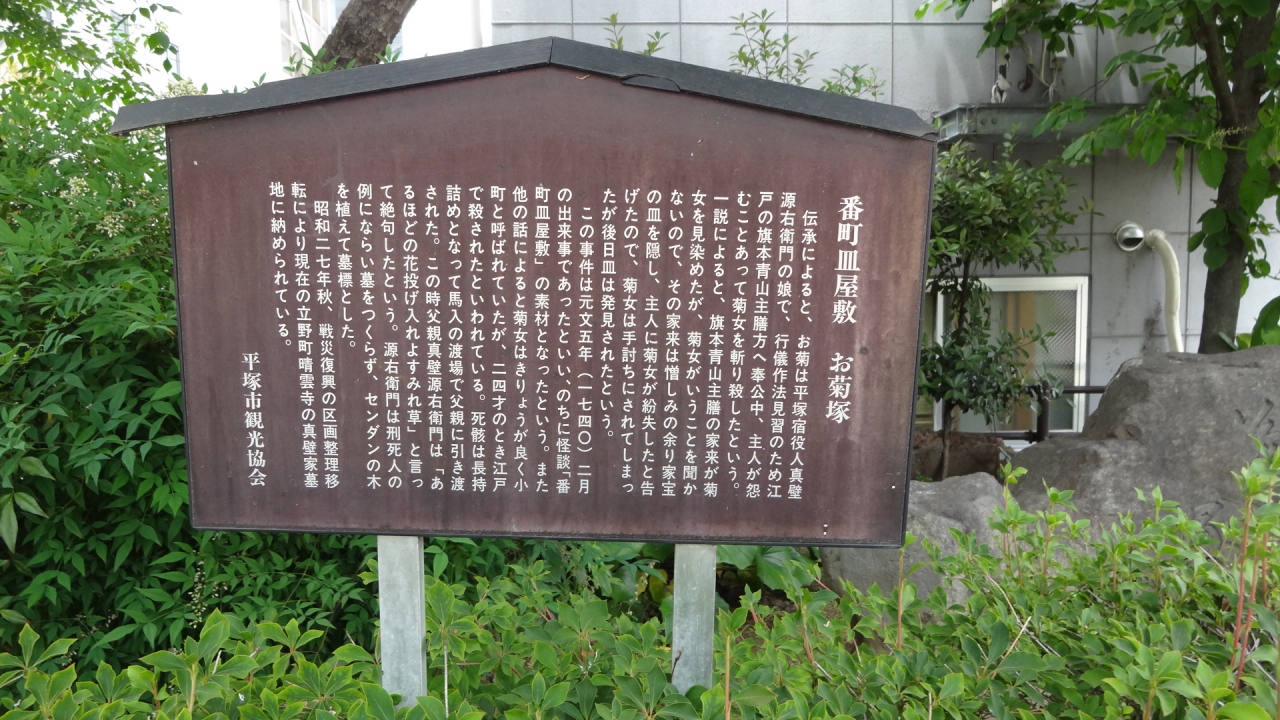 番町皿屋敷 お菊塚
伝承によると、お菊は平塚宿役人真壁
源右衛門の娘で、行儀作法見習のため江
戸の旗本青山主膳方へ奉公中、主人が怨
むことあって菊女を斬り殺したという。
一説によると、旗本青山主膳の家来が菊
女を見染めたが、菊女がいうことを聞か
ないので、その家来は憎しみの余り家宝
の皿を隠し、主人に菊女が紛失したと告
げたので、菊女は手討ちにされてしまっ
たが後日皿は発見されたという。
この事件は元文五年（一七四〇）二月
の出来事であったといい、のちに怪談「番
町皿屋敷」の素材となったという。また
他の話によると菊女はきりょうが良く小
町と呼ばれていたが、二四才のとき江戸
で殺されたといわれている。死骸は長持
詰めとなって馬入の渡場で父親に引き渡
された。この時父親真壁源右衛門は「あ
るほどの花投げ入れよすみれ草」と言っ
て絶句したという。源右衛門は刑死人の
例にならい墓をつくらず、センダンの木
を植えて墓標とした。
昭和二七年秋、戦災復興の区画整理移
転により現在の立野町晴雲寺の真壁家墓
地に納められている。
平塚市観光協会